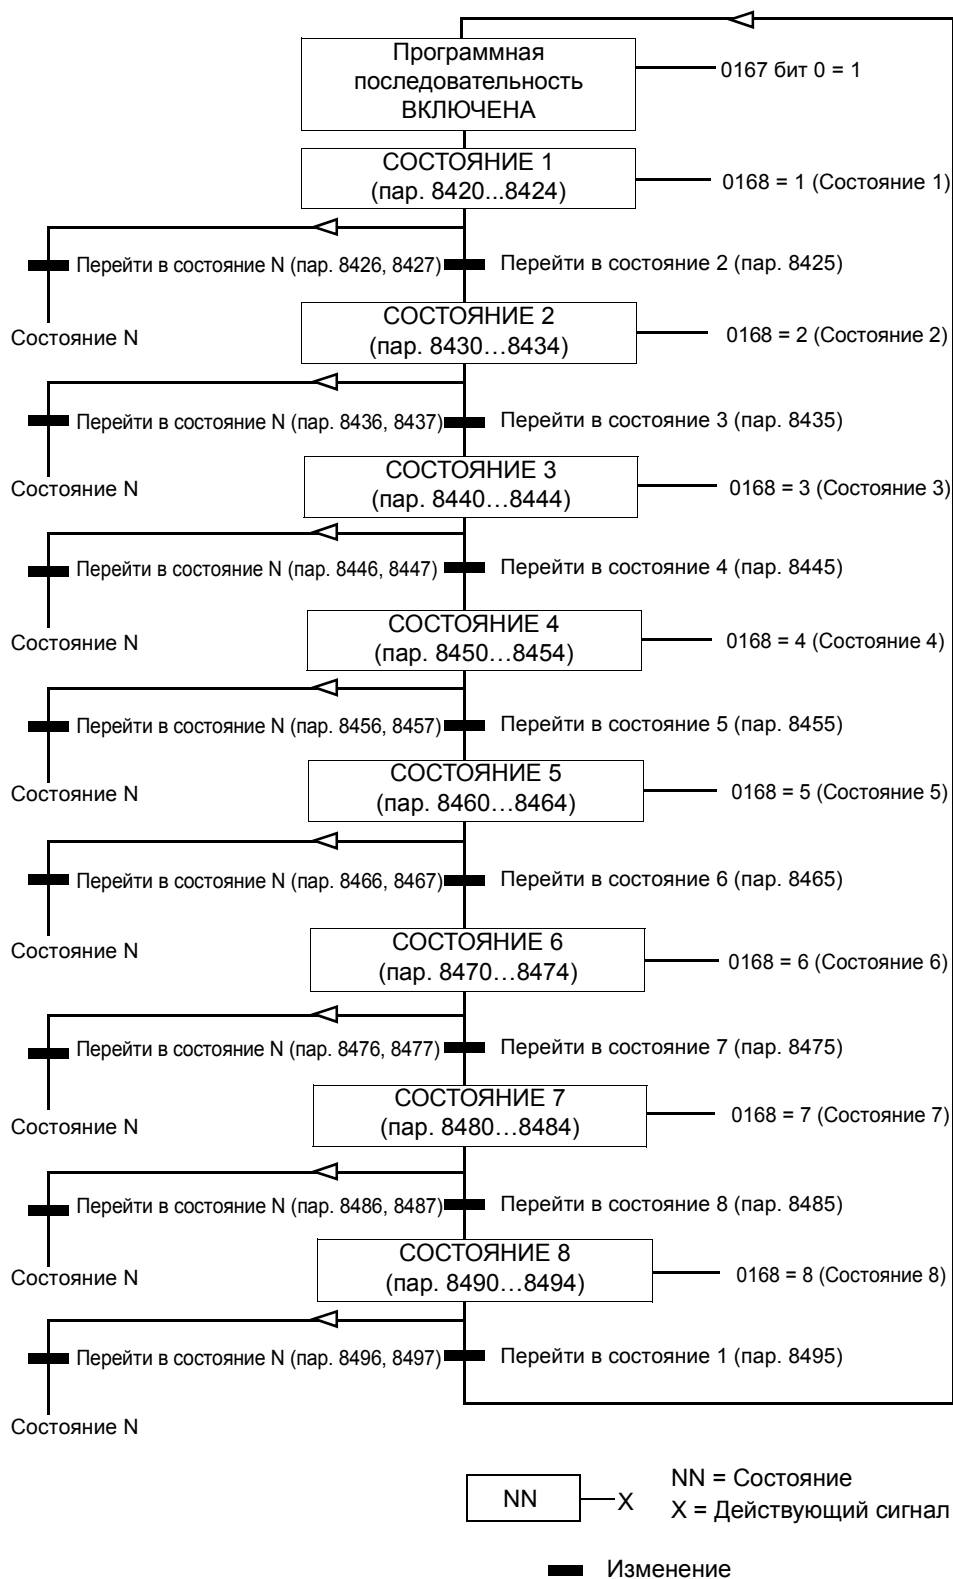 Программная
последовательность
ВКЛЮЧЕНА
0167 бит 0 = 1
СОСТОЯНИЕ 1
(пар. 8420...8424)
0168 = 1 (Состояние 1)
Перейти в состояние N (пар. 8426, 8427)
Перейти в состояние 2 (пар. 8425)
Состояние N
СОСТОЯНИЕ 2
(пар. 8430…8434)
0168 = 2 (Состояние 2)
Перейти в состояние N (пар. 8436, 8437)
Перейти в состояние 3 (пар. 8435)
Состояние N
СОСТОЯНИЕ 3
(пар. 8440…8444)
0168 = 3 (Состояние 3)
Перейти в состояние N (пар. 8446, 8447)
Перейти в состояние 4 (пар. 8445)
Состояние N
СОСТОЯНИЕ 4
(пар. 8450…8454)
0168 = 4 (Состояние 4)
Перейти в состояние N (пар. 8456, 8457)
Перейти в состояние 5 (пар. 8455)
Состояние N
СОСТОЯНИЕ 5
(пар. 8460…8464)
0168 = 5 (Состояние 5)
Перейти в состояние N (пар. 8466, 8467)
Перейти в состояние 6 (пар. 8465)
Состояние N
СОСТОЯНИЕ 6
(пар. 8470…8474)
0168 = 6 (Состояние 6)
Перейти в состояние N (пар. 8476, 8477)
Перейти в состояние 7 (пар. 8475)
Состояние N
СОСТОЯНИЕ 7
(пар. 8480…8484)
0168 = 7 (Состояние 7)
Перейти в состояние N (пар. 8486, 8487)
Перейти в состояние 8 (пар. 8485)
Состояние N
СОСТОЯНИЕ 8
(пар. 8490…8494)
0168 = 8 (Состояние 8)
Перейти в состояние N (пар. 8496, 8497)
Перейти в состояние 1 (пар. 8495)
Состояние N
NN
X
NN = Состояние
X = Действующий сигнал
Изменение